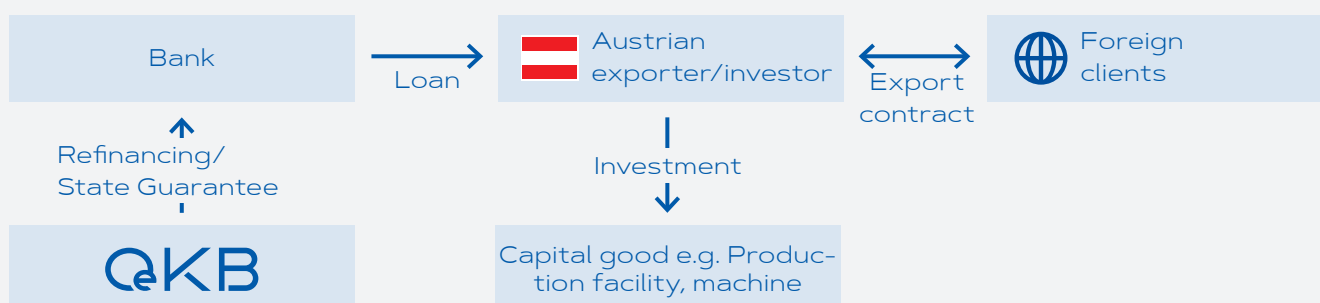 Bank
Loan
Austrian
exporter/investor
Export
contract
Foreign
clients
Refinancing/
State Guarantee
Investment
OeKB
Capital good e.g. Produc-
tion facility, machine